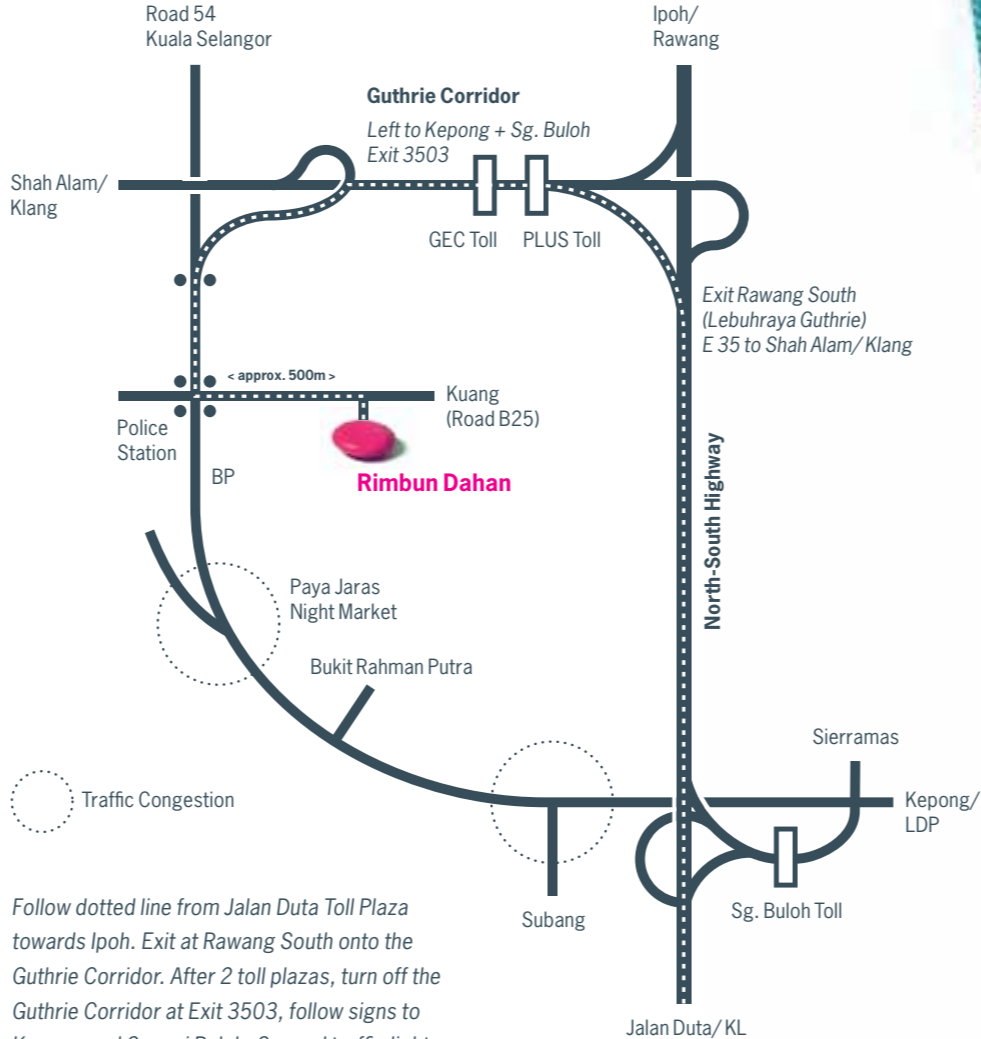 Road 54
Kuala Selangor
Ipoh/
Rawang
Guthrie Corridor
Left to Kepong + Sg. Buloh
Exit 3503
Shah Alam/
Klang
GEC Toll
PLUS Toll
Exit Rawang South
(Lebuhraya Guthrie)
E 35 to Shah Alam/ Klang
< approx. 500m >
Kuang
(Road B25)
Police
Station
BP
Rimbun Dahan
North-South Highway
Paya Jaras
Night Market
Bukit Rahman Putra
Sierramas
Traffic Congestion
Kepong/
LDP
Subang
Sg. Buloh Toll
Jalan Duta/ KL
Follow dotted line from Jalan Duta Toll Plaza
towards Ipoh. Exit at Rawang South onto the
Guthrie Corridor. After 2 toll plazas, turn off the
Guthrie Corridor at Exit 3503, follow signs to